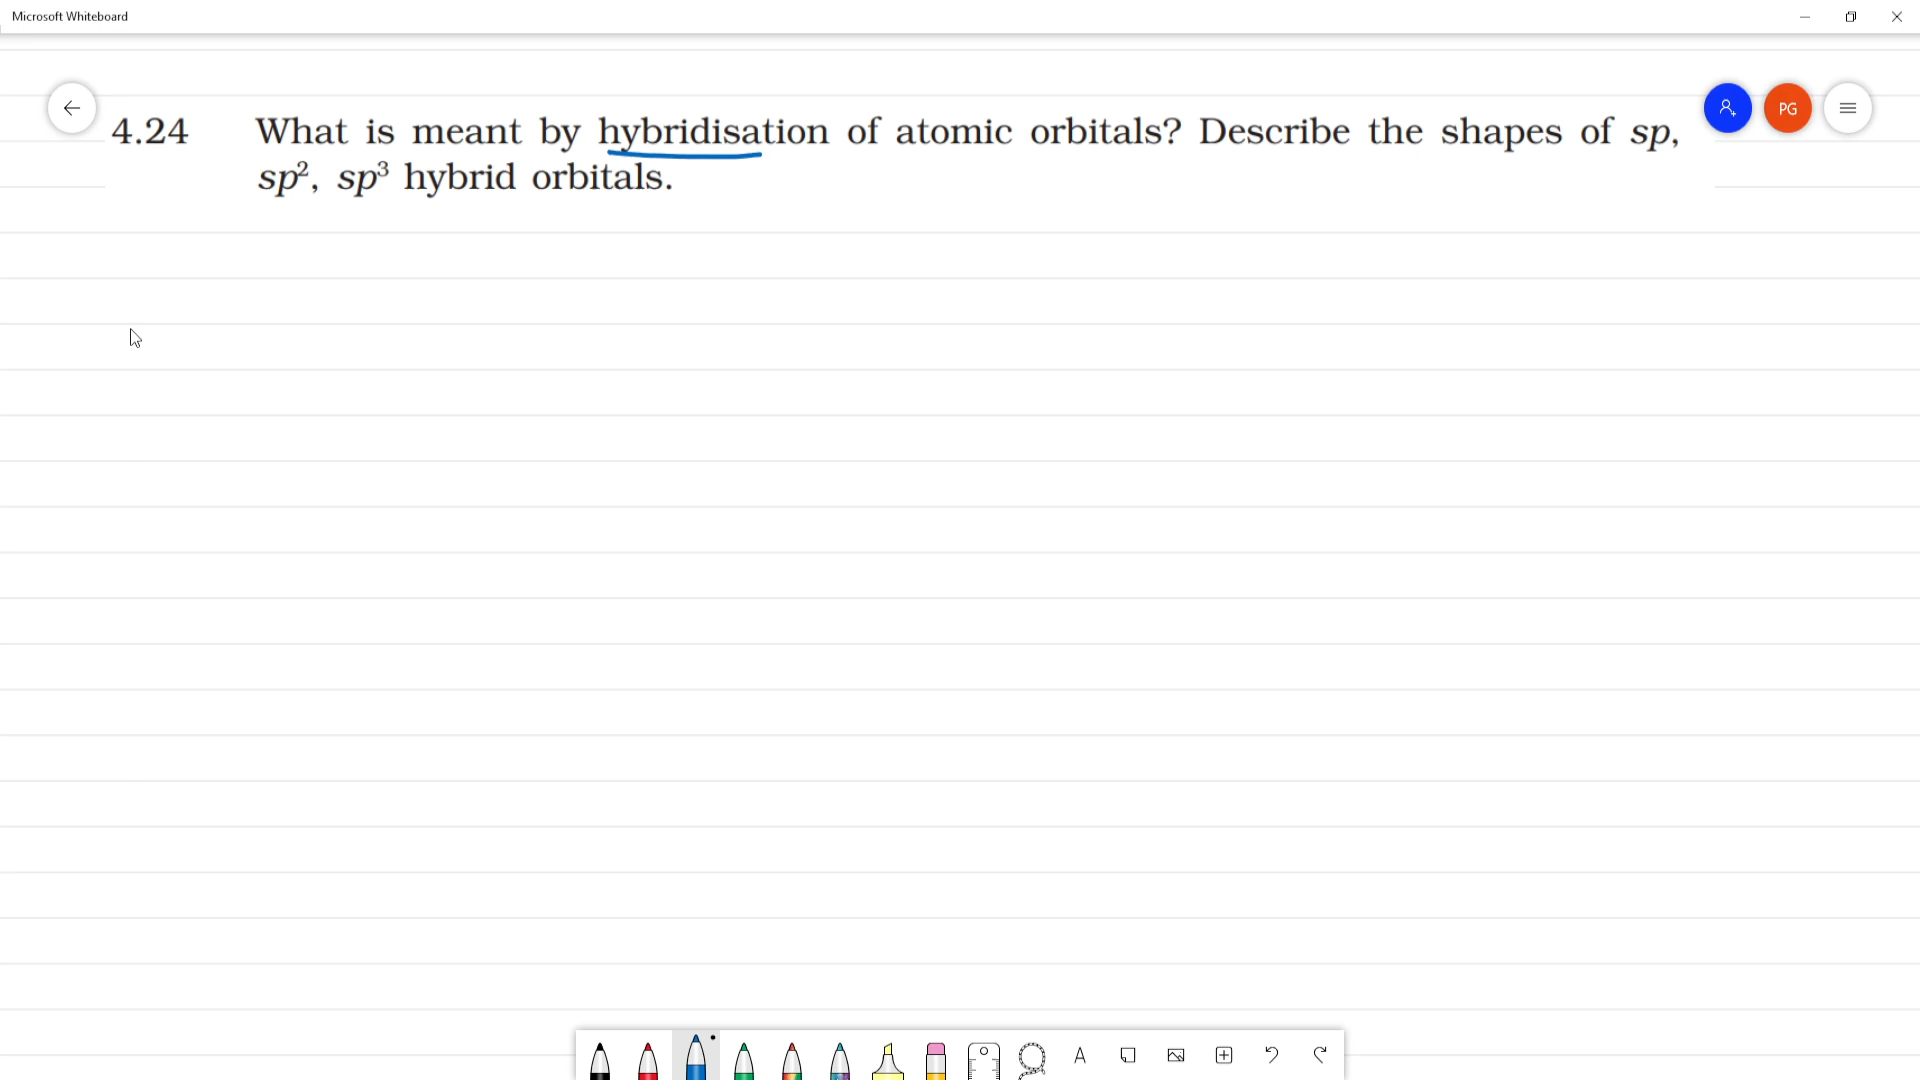 Microsoft Whiteboard
PG
4.24 What is meant by hybridisation of atomic orbitals? Describe the shapes of sp,
sp², sp³ hybrid orbitals.
A